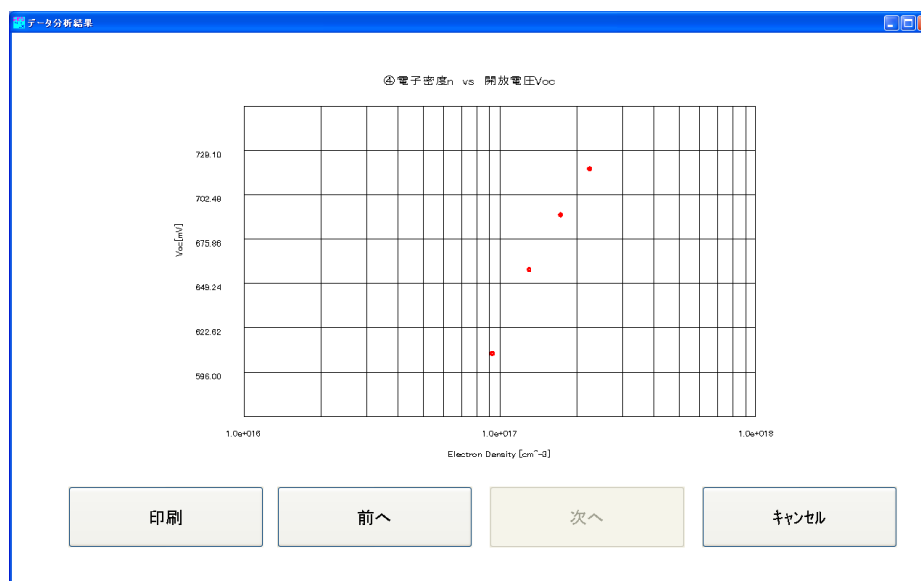 データ分析結果
④電子密度n vs 開放電圧Voc
729.10
702.48
675.86
649.24
622.62
596.00
Voc[mV]
1.0e+016
1.0e+017
1.0e+018
Electron Density [cm^-3]
印刷
前へ
次へ
キャンセル